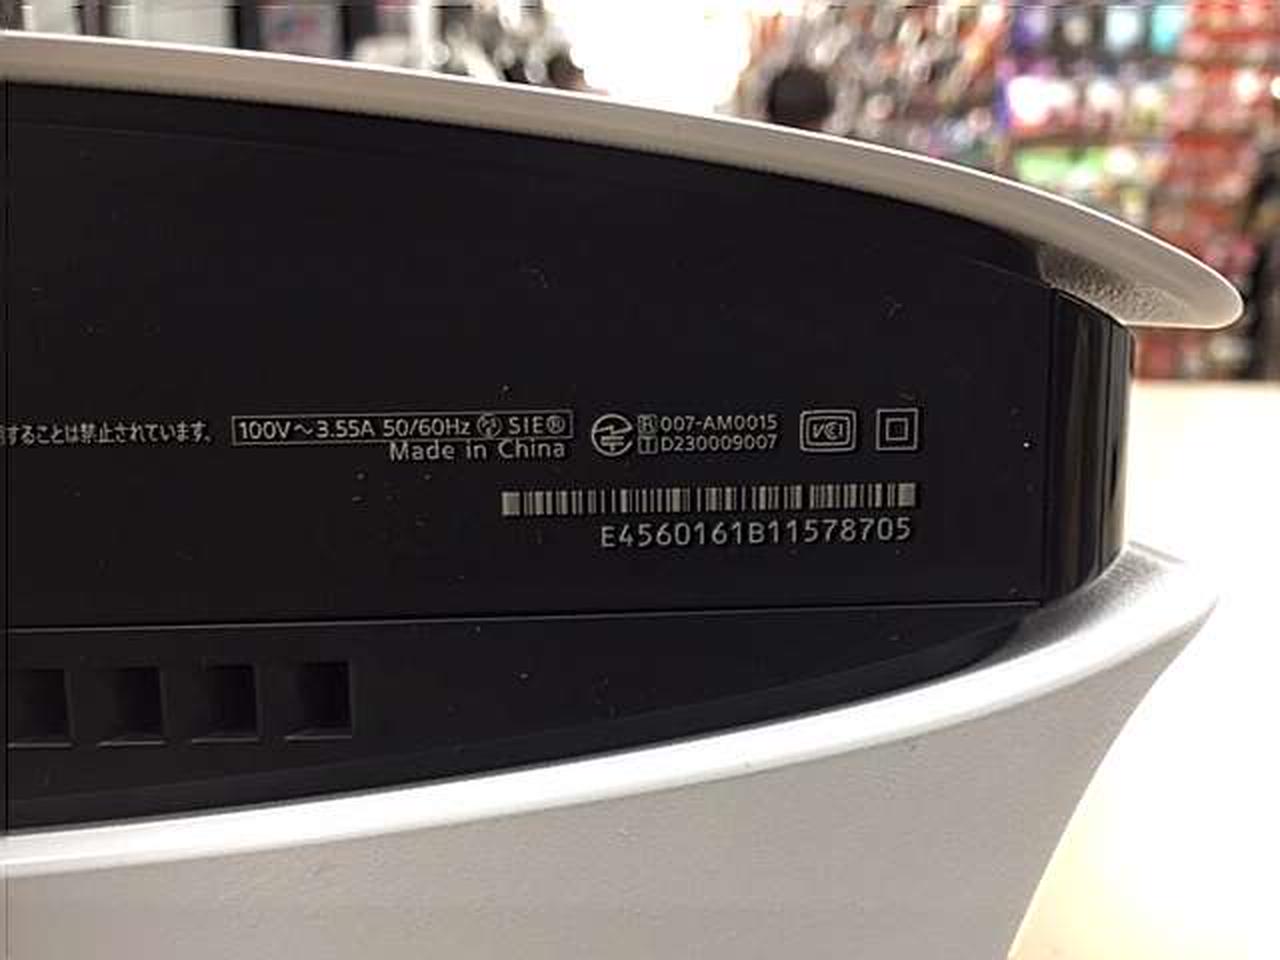 することは禁止されています。
100V～3.55A 50/60Hz SIE®
Made in China
R 007-AM0015
T D230009007
VCI
E4560161B11578705